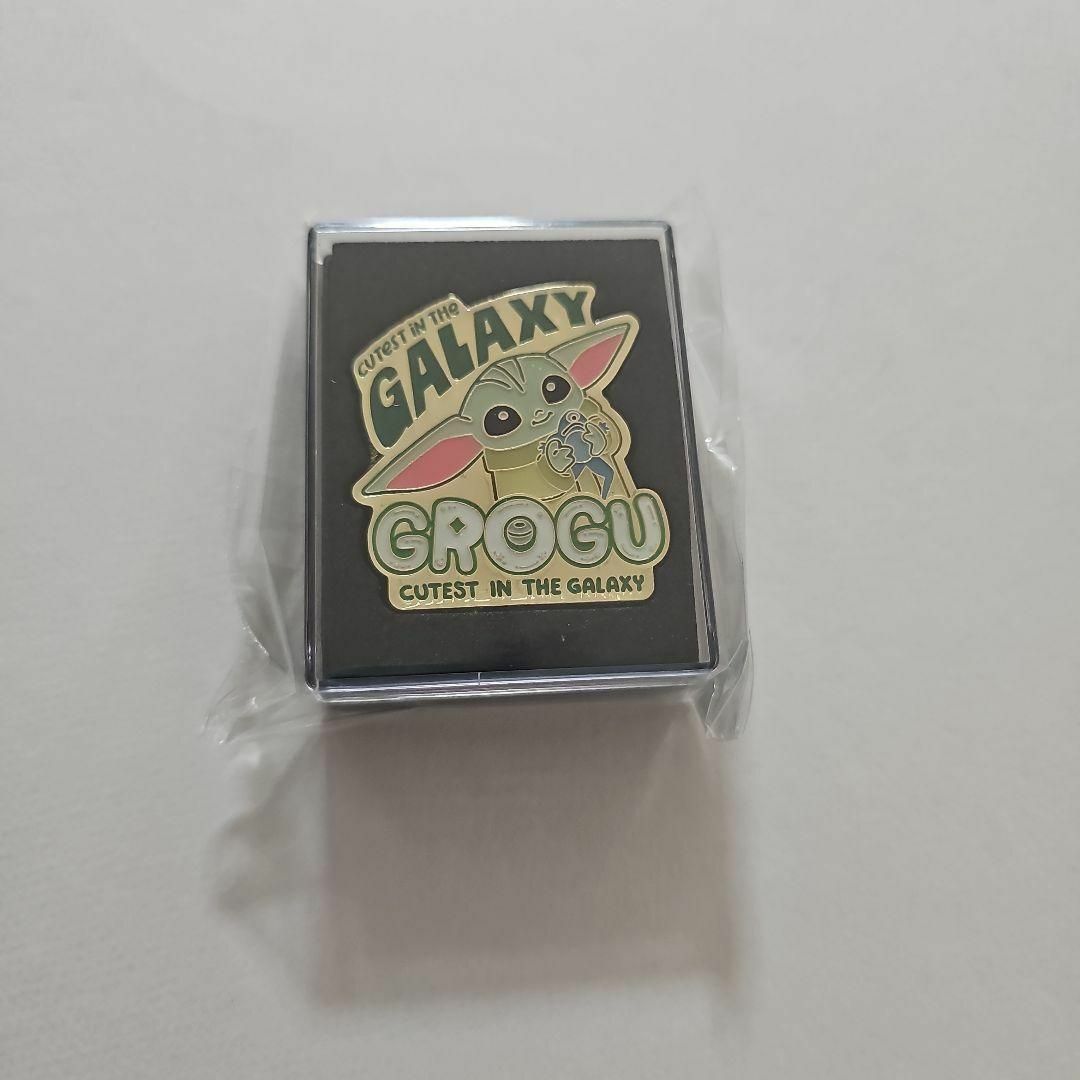 CUTEST IN THE
GALAXY
GROGU
CUTEST IN THE GALAXY